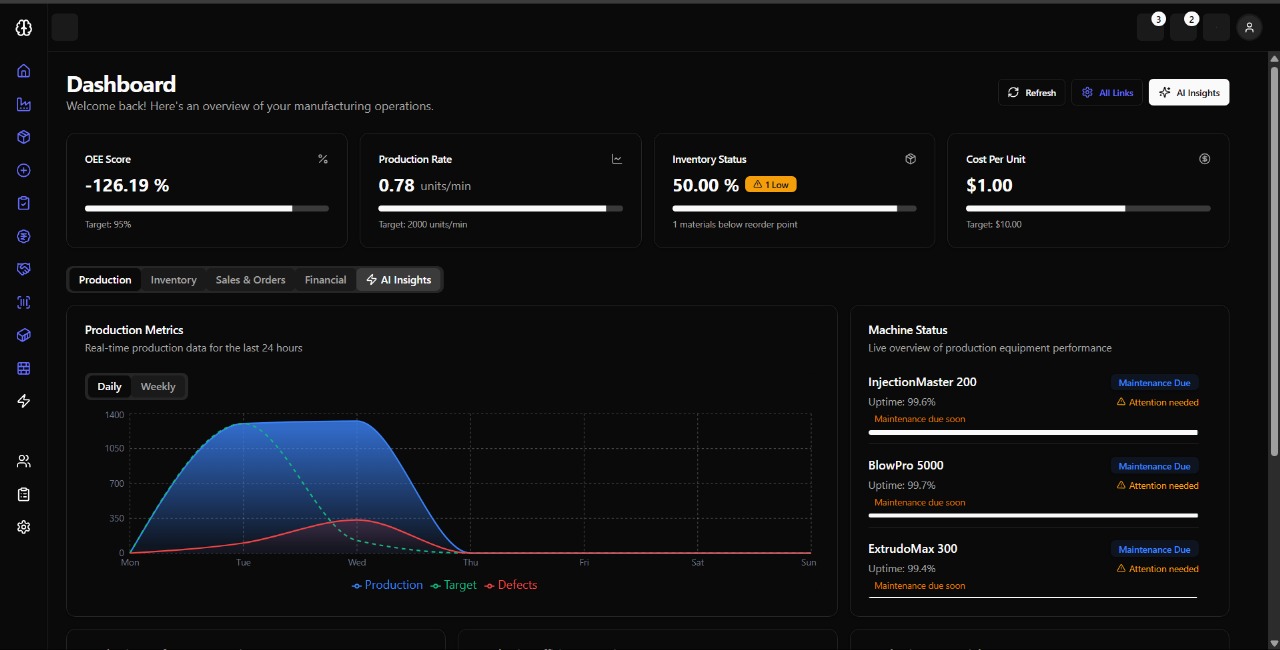 3 2
Dashboard
Welcome back! Here's an overview of your manufacturing operations.
Refresh All Links AI Insights
OEE Score
-126.19 %
Target: 95%
Production Rate
0.78 units/min
Target: 2000 units/min
Inventory Status
50.00 % 1 Low
1 materials below reorder point
Cost Per Unit
$1.00
Target: $10.00
Production Inventory Sales & Orders Financial AI Insights
Production Metrics
Real-time production data for the last 24 hours
Daily Weekly
1400
1050
700
350
0
Mon Tue Wed Thu Fri Sat Sun
Production Target Defects
Machine Status
Live overview of production equipment performance
InjectionMaster 200 Maintenance Due
Uptime: 99.6% Attention needed
Maintenance due soon
BlowPro 5000 Maintenance Due
Uptime: 99.7% Attention needed
Maintenance due soon
ExtrudoMax 300 Maintenance Due
Uptime: 99.4% Attention needed
Maintenance due soon